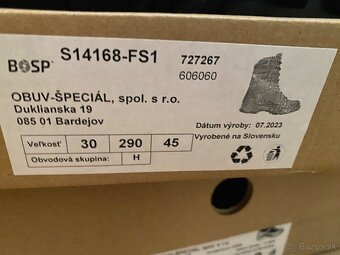 S14168-FS1
727267
606060
BOSP
OBUV-ŠPECIÁL, spol. s r.o.
Duklianska 19
085 01 Bardejov
Dátum výroby: 07.2023
Vyrobené na Slovensku
Veľkosť 30 290 45
Obvodová skupina: H
Bazos.sk